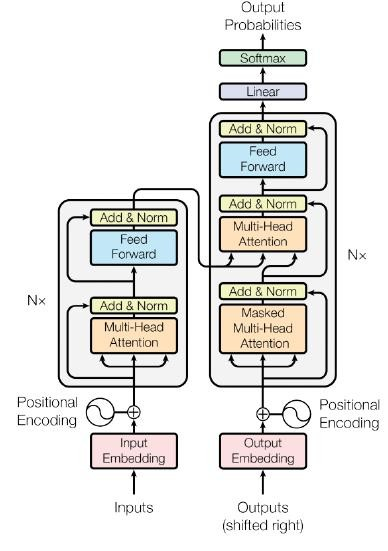 Output
Probabilities
Softmax
Linear
Add & Norm
Feed
Forward
Add & Norm
Multi-Head
Attention
Nx
Add & Norm
Masked
Multi-Head
Attention
Add & Norm
Feed
Forward
Nx
Add & Norm
Multi-Head
Attention
Positional
Encoding
Positional
Encoding
Input
Embedding
Output
Embedding
Inputs
Outputs
(shifted right)